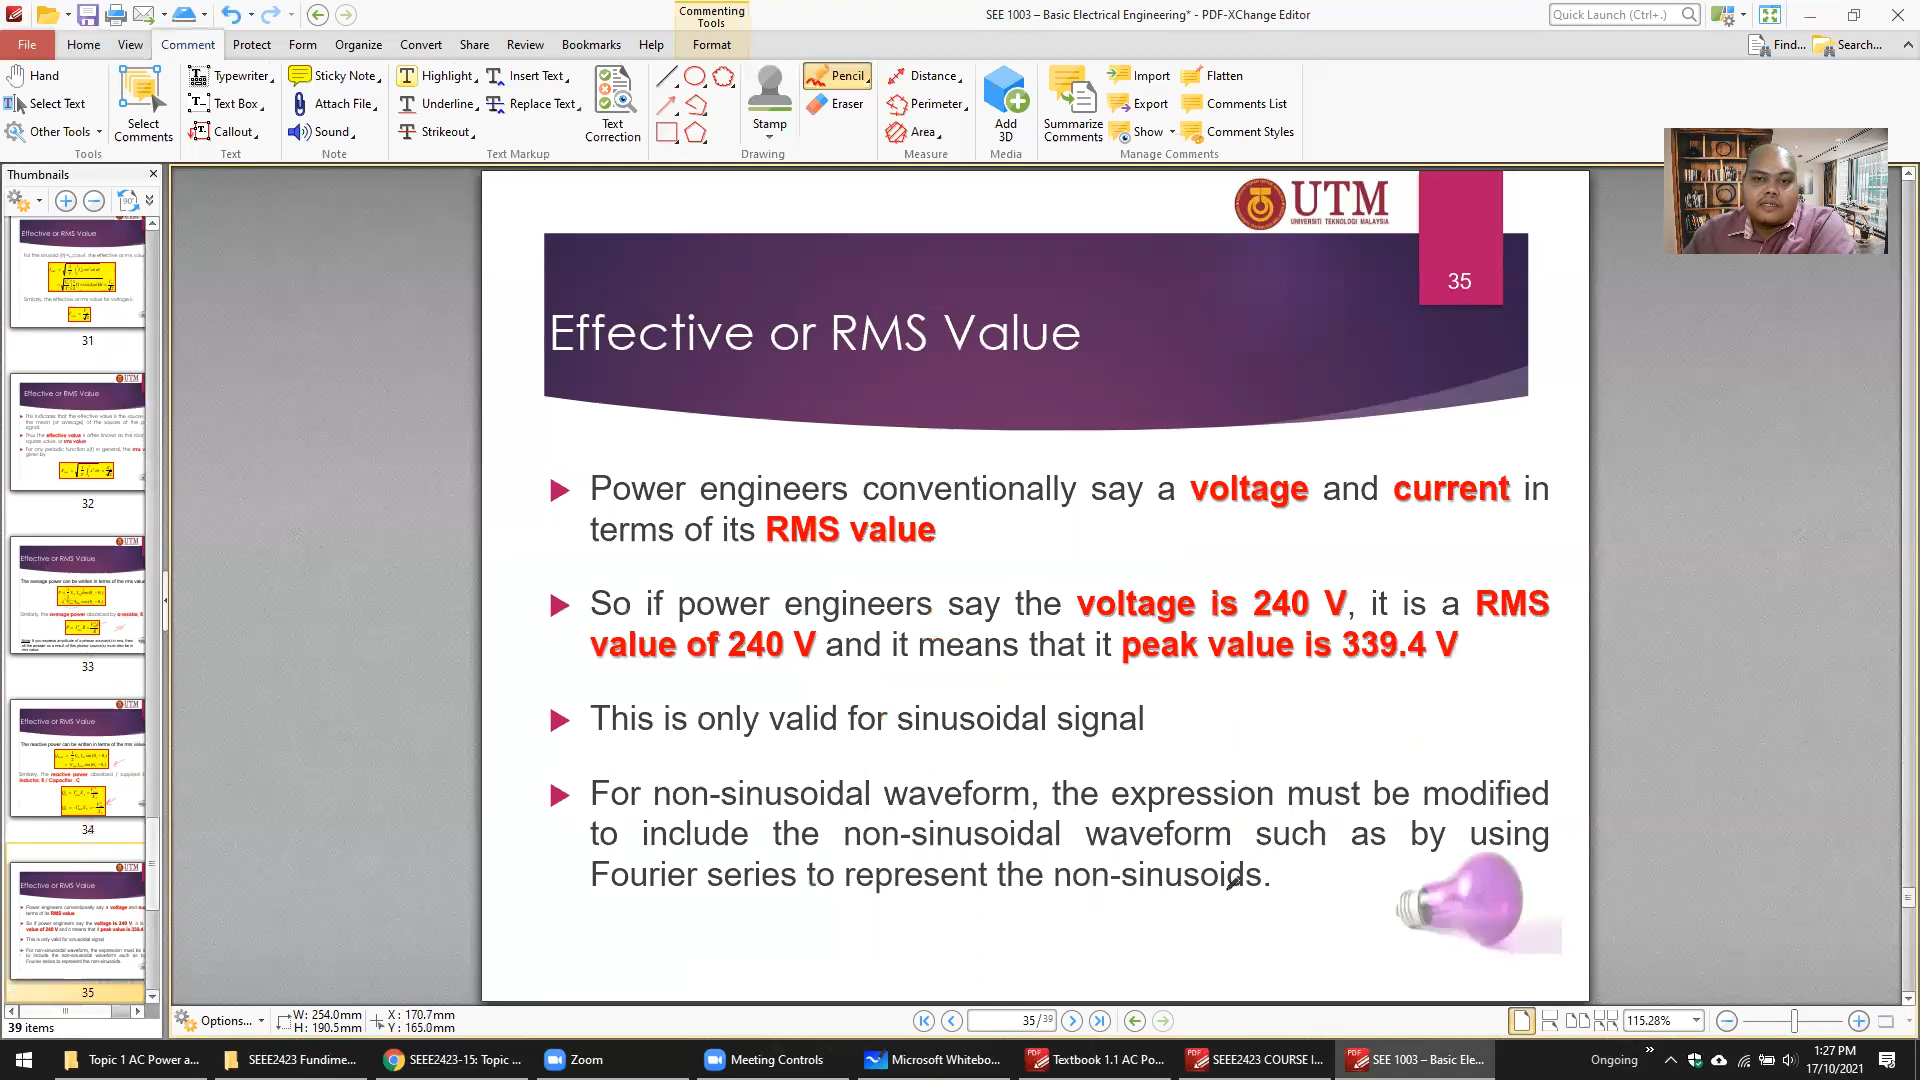 Commenting
Tools
SEE 1003 – Basic Electrical Engineering* - PDF-XChange Editor
Quick Launch (Ctrl+.)
File
Home
View
Comment
Protect
Form
Organize
Convert
Share
Review
Bookmarks
Help
Format
Find...
Search...
Hand
Select Text
Other Tools
Tools
Select
Comments
Typewriter
Text Box
Callout
Text
Sticky Note
Attach File
Sound
Note
Highlight
Underline
Strikeout
Insert Text
Replace Text
Text Markup
Text
Correction
Stamp
Pencil
Eraser
Drawing
Distance
Perimeter
Area
Measure
Add
3D
Media
Summarize
Comments
Import
Export
Show
Flatten
Comments List
Comment Styles
Manage Comments
Thumbnails
90°
Effective or RMS Value
31
UTM
Effective or RMS Value
32
Effective or RMS Value
33
UTM
Effective or RMS Value
34
UTM
Effective or RMS Value
35
39 items
UTM
UNIVERSITI TEKNOLOGI MALAYSIA
35
Effective or RMS Value
Power engineers conventionally say a voltage and current in
terms of its RMS value
So if power engineers say the voltage is 240 V, it is a RMS
value of 240 V and it means that it peak value is 339.4 V
This is only valid for sinusoidal signal
For non-sinusoidal waveform, the expression must be modified
to include the non-sinusoidal waveform such as by using
Fourier series to represent the non-sinusoids.
Options...
W: 254.0mm
H: 190.5mm
X: 170.7mm
Y: 165.0mm
35 / 39
115.28%
Topic 1 AC Power a...
SEEE2423 Fundime...
SEEE2423-15: Topic ...
Zoom
Meeting Controls
Microsoft Whitebo...
Textbook 1.1 AC Po...
SEEE2423 COURSE I...
SEE 1003 – Basic Ele...
Ongoing
1:27 PM
17/10/2021